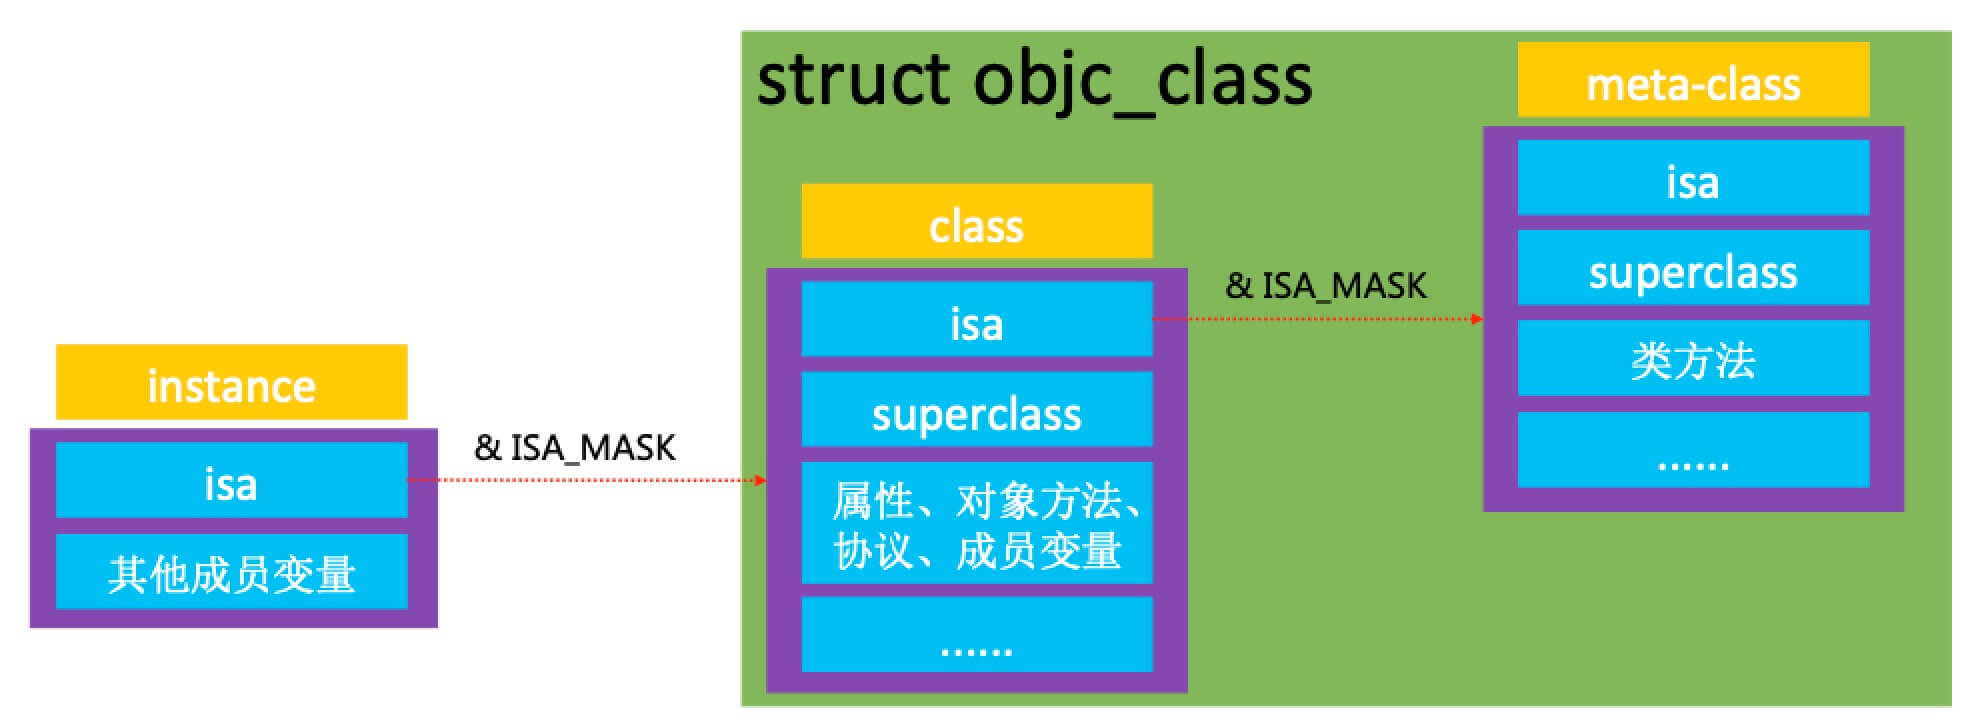 struct objc_class
instance
isa
其他成员变量
& ISA_MASK
class
isa
superclass
属性、对象方法、
协议、成员变量
......
& ISA_MASK
meta-class
isa
superclass
类方法
......